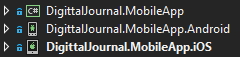 C# DigittalJournal.MobileApp
DigittalJournal.MobileApp.Android
DigittalJournal.MobileApp.iOS